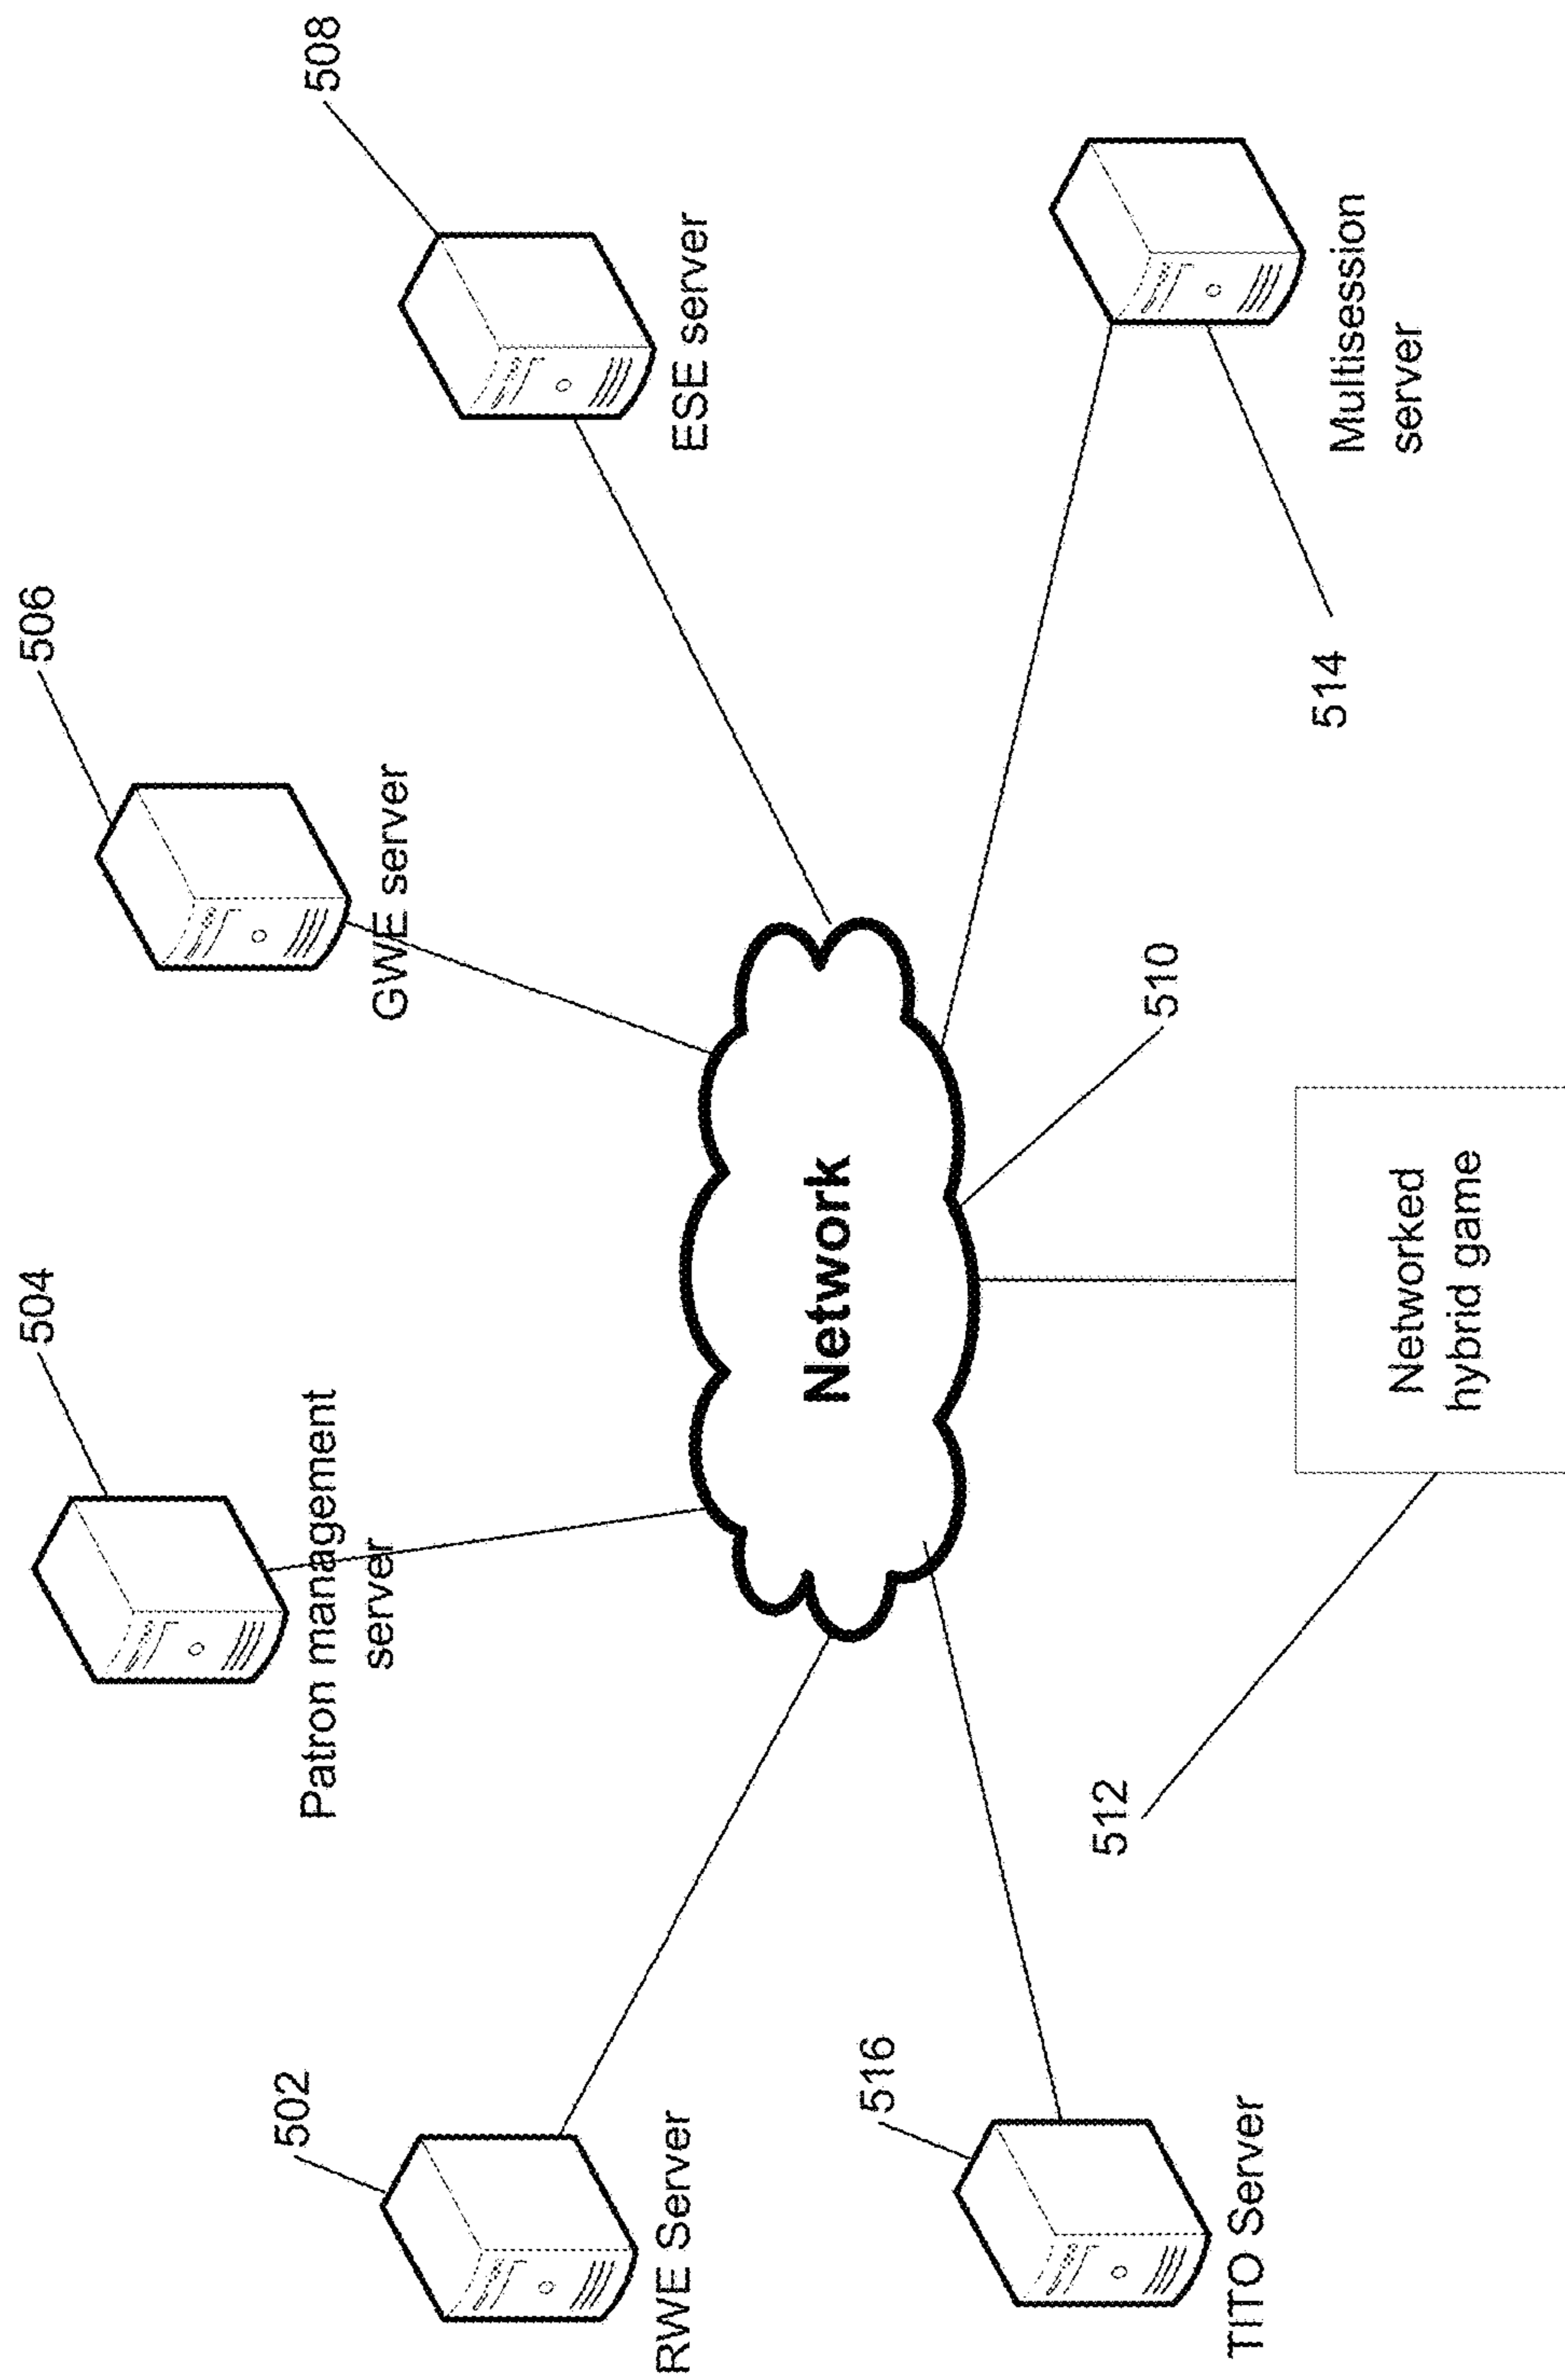 504
506
508
502
Patron management
server
GWE server
ESE server
RWE Server
Network
516
510
512
514
TITO Server
Networked
hybrid game
Multisession
server